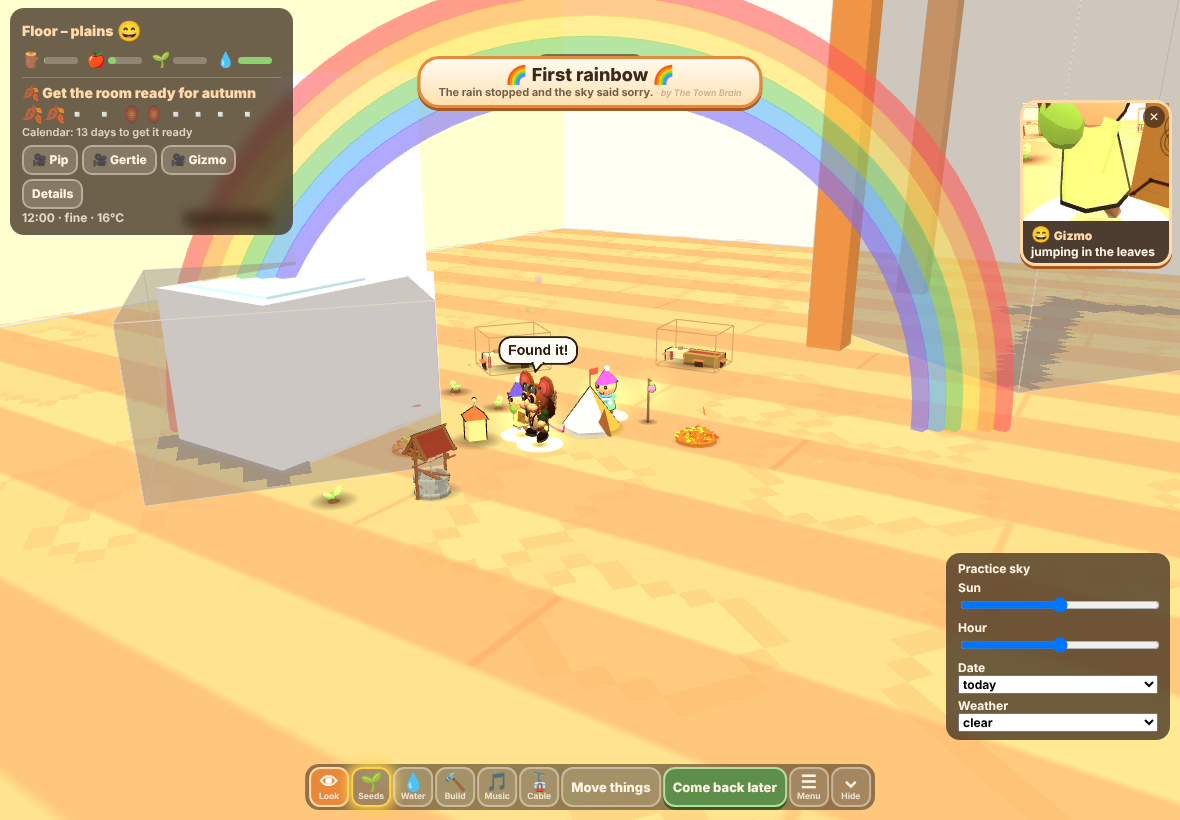 Floor – plains
Get the room ready for autumn
Calendar: 13 days to get it ready
Pip
Gertie
Gizmo
Details
12:00 · fine · 16°C
First rainbow
The rain stopped and the sky said sorry. · by The Town Brain
Gizmo
jumping in the leaves
Found it!
Practice sky
Sun
Hour
Date
today
Weather
clear
Look
Seeds
Water
Build
Music
Cable
Move things
Come back later
Menu
Hide